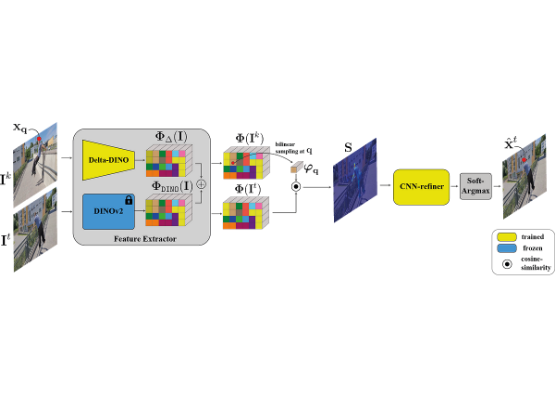 x_q
I^k
I^t
Delta-DINO
DINOv2
Φ_Δ(I)
Φ_DINO(I)
Feature Extractor
Φ(I^k)
Φ(I^t)
bilinear
sampling at q
φ_q
S
CNN-refiner
Soft-
Argmax
x̂^t
trained
frozen
cosine-
similarity